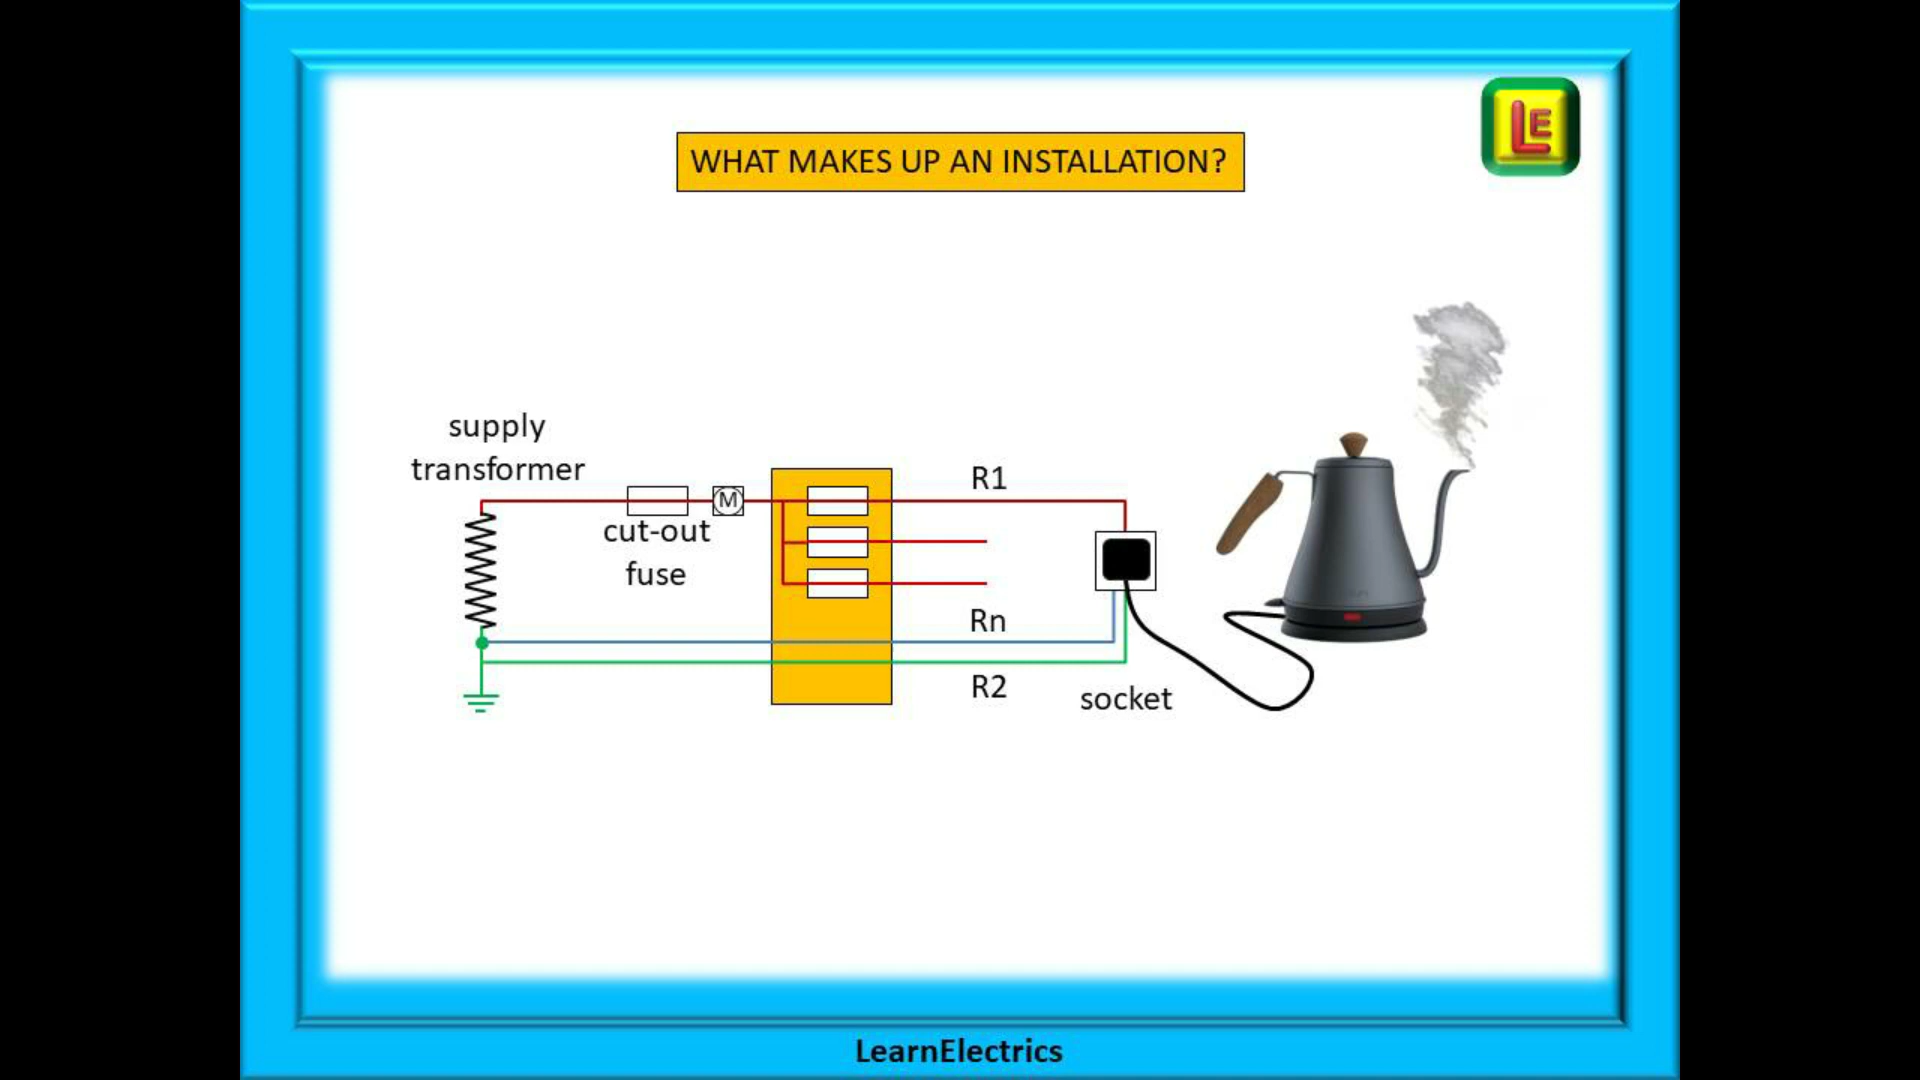 LE
WHAT MAKES UP AN INSTALLATION?
supply
transformer
cut-out
fuse
M
R1
Rn
R2
socket
LearnElectrics